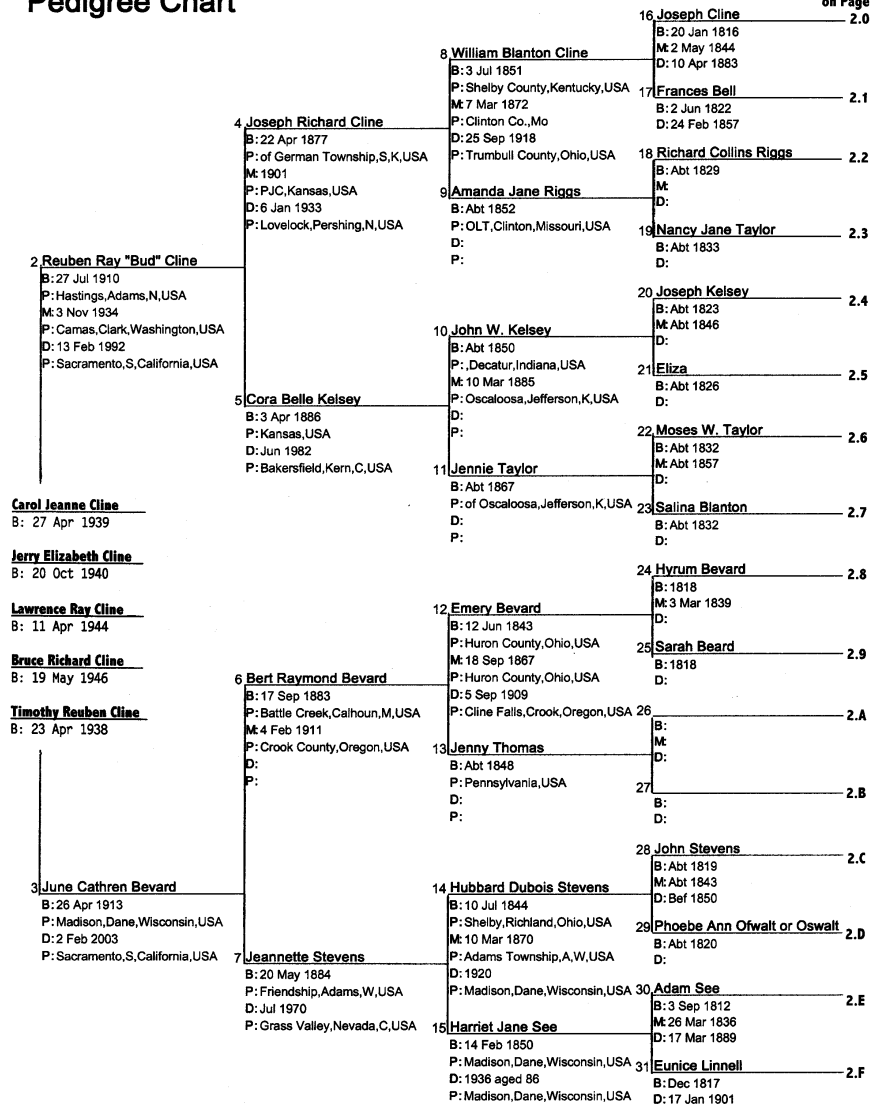 Pedigree Chart
on Page
2 Reuben Ray "Bud" Cline
B: 27 Jul 1910
P: Hastings,Adams,N,USA
M: 3 Nov 1934
P: Camas,Clark,Washington,USA
D: 13 Feb 1992
P: Sacramento,S,California,USA
Carol Jeanne Cline
B: 27 Apr 1939
Jerry Elizabeth Cline
B: 20 Oct 1940
Lawrence Ray Cline
B: 11 Apr 1944
Bruce Richard Cline
B: 19 May 1946
Timothy Reuben Cline
B: 23 Apr 1938
3 June Cathren Bevard
B: 26 Apr 1913
P: Madison,Dane,Wisconsin,USA
D: 2 Feb 2003
P: Sacramento,S,California,USA
4 Joseph Richard Cline
B: 22 Apr 1877
P: of German Township,S,K,USA
M: 1901
P: PJC,Kansas,USA
D: 6 Jan 1933
P: Lovelock,Pershing,N,USA
5 Cora Belle Kelsey
B: 3 Apr 1886
P: Kansas,USA
D: Jun 1982
P: Bakersfield,Kern,C,USA
6 Bert Raymond Bevard
B: 17 Sep 1883
P: Battle Creek,Calhoun,M,USA
M: 4 Feb 1911
P: Crook County,Oregon,USA
D:
P:
7 Jeannette Stevens
B: 20 May 1884
P: Friendship,Adams,W,USA
D: Jul 1970
P: Grass Valley,Nevada,C,USA
8 William Blanton Cline
B: 3 Jul 1851
P: Shelby County,Kentucky,USA
M: 7 Mar 1872
P: Clinton Co.,Mo
D: 25 Sep 1918
P: Trumbull County,Ohio,USA
9 Amanda Jane Riggs
B: Abt 1852
P: OLT,Clinton,Missouri,USA
D:
P:
10 John W. Kelsey
B: Abt 1850
P: ,Decatur,Indiana,USA
M: 10 Mar 1885
P: Oscaloosa,Jefferson,K,USA
D:
P:
11 Jennie Taylor
B: Abt 1867
P: of Oscaloosa,Jefferson,K,USA
D:
P:
12 Emery Bevard
B: 12 Jun 1843
P: Huron County,Ohio,USA
M: 18 Sep 1867
P: Huron County,Ohio,USA
D: 5 Sep 1909
P: Cline Falls,Crook,Oregon,USA
13 Jenny Thomas
B: Abt 1848
P: Pennsylvania,USA
D:
P:
14 Hubbard Dubois Stevens
B: 10 Jul 1844
P: Shelby,Richland,Ohio,USA
M: 10 Mar 1870
P: Adams Township,A,W,USA
D: 1920
P: Madison,Dane,Wisconsin,USA
15 Harriet Jane See
B: 14 Feb 1850
P: Madison,Dane,Wisconsin,USA
D: 1936 aged 86
P: Madison,Dane,Wisconsin,USA
16 Joseph Cline 2.0
B: 20 Jan 1816
M: 2 May 1844
D: 10 Apr 1883
17 Frances Bell 2.1
B: 2 Jun 1822
D: 24 Feb 1857
18 Richard Collins Riggs 2.2
B: Abt 1829
M:
D:
19 Nancy Jane Taylor 2.3
B: Abt 1833
D:
20 Joseph Kelsey 2.4
B: Abt 1823
M: Abt 1846
D:
21 Eliza 2.5
B: Abt 1826
D:
22 Moses W. Taylor 2.6
B: Abt 1832
M: Abt 1857
D:
23 Salina Blanton 2.7
B: Abt 1832
D:
24 Hyrum Bevard 2.8
B: 1818
M: 3 Mar 1839
D:
25 Sarah Beard 2.9
B: 1818
D:
26 2.A
B:
M:
D:
27 2.B
B:
D:
28 John Stevens 2.C
B: Abt 1819
M: Abt 1843
D: Bef 1850
29 Phoebe Ann Ofwalt or Oswalt 2.D
B: Abt 1820
D:
30 Adam See 2.E
B: 3 Sep 1812
M: 26 Mar 1836
D: 17 Mar 1889
31 Eunice Linnell 2.F
B: Dec 1817
D: 17 Jan 1901